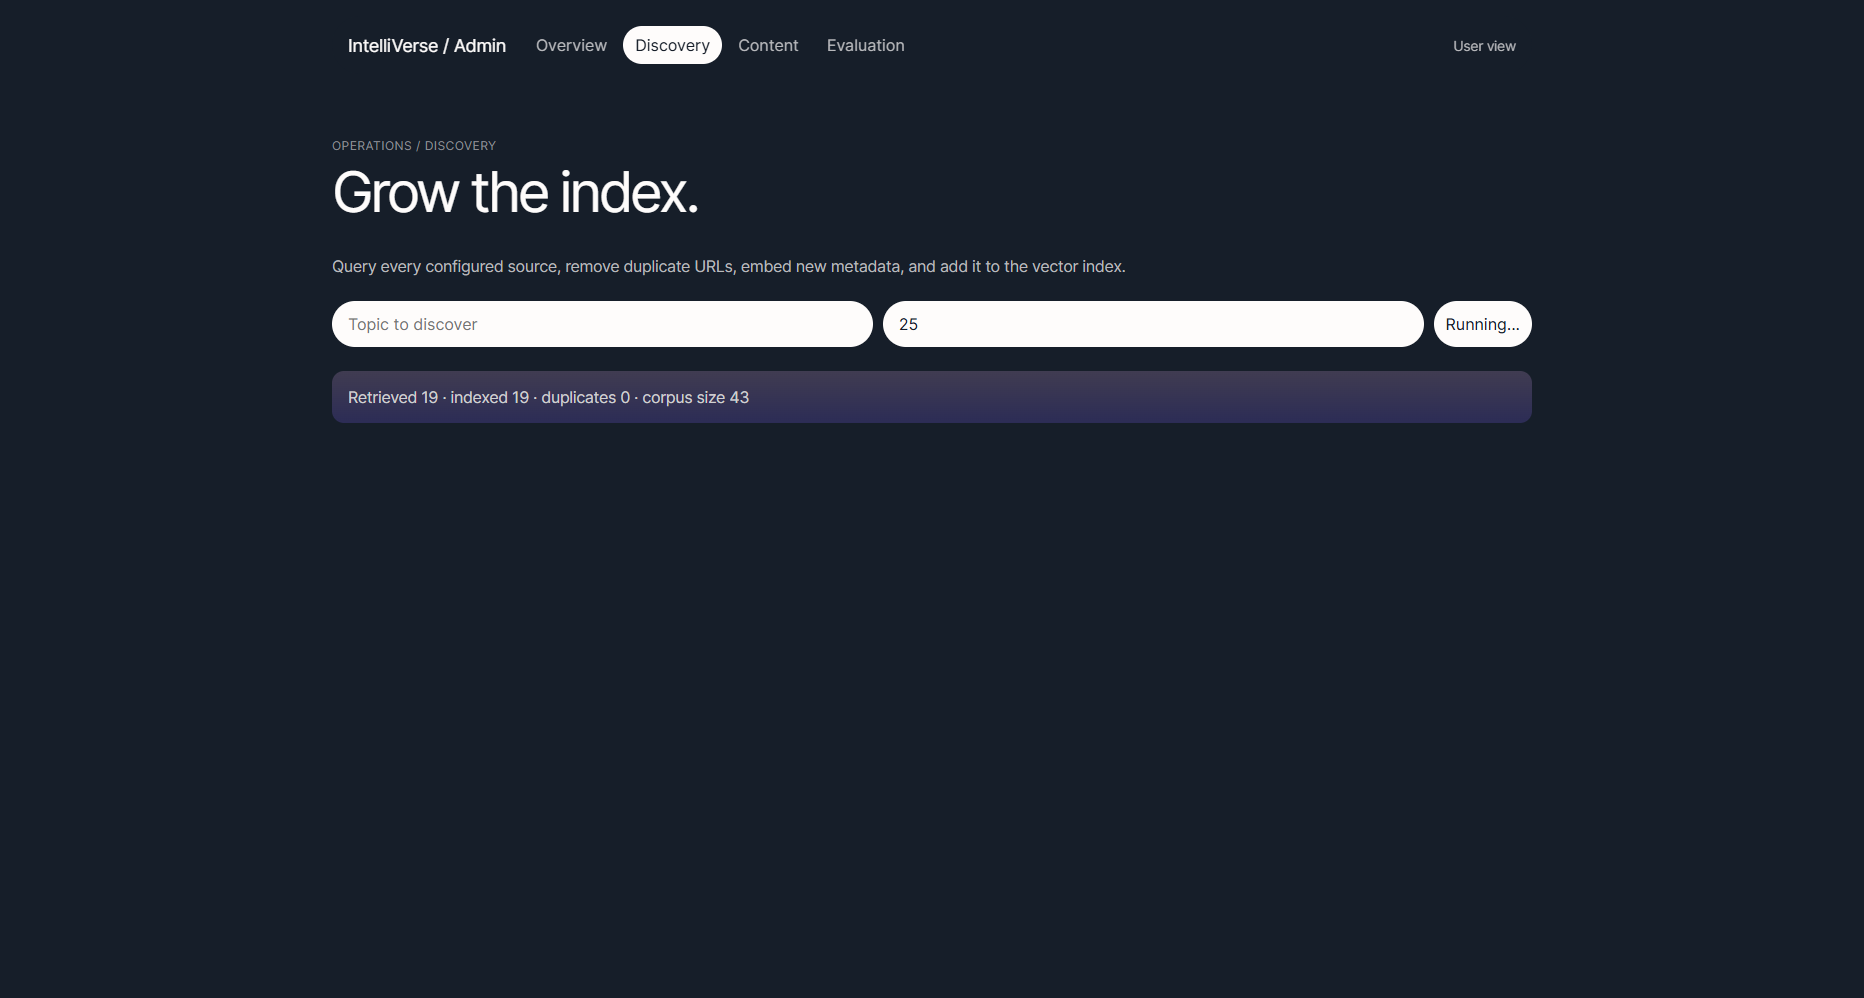 IntelliVerse / Admin Overview Discovery Content Evaluation User view
OPERATIONS / DISCOVERY
Grow the index.
Query every configured source, remove duplicate URLs, embed new metadata, and add it to the vector index.
Topic to discover 25 Running...
Retrieved 19 · indexed 19 · duplicates 0 · corpus size 43